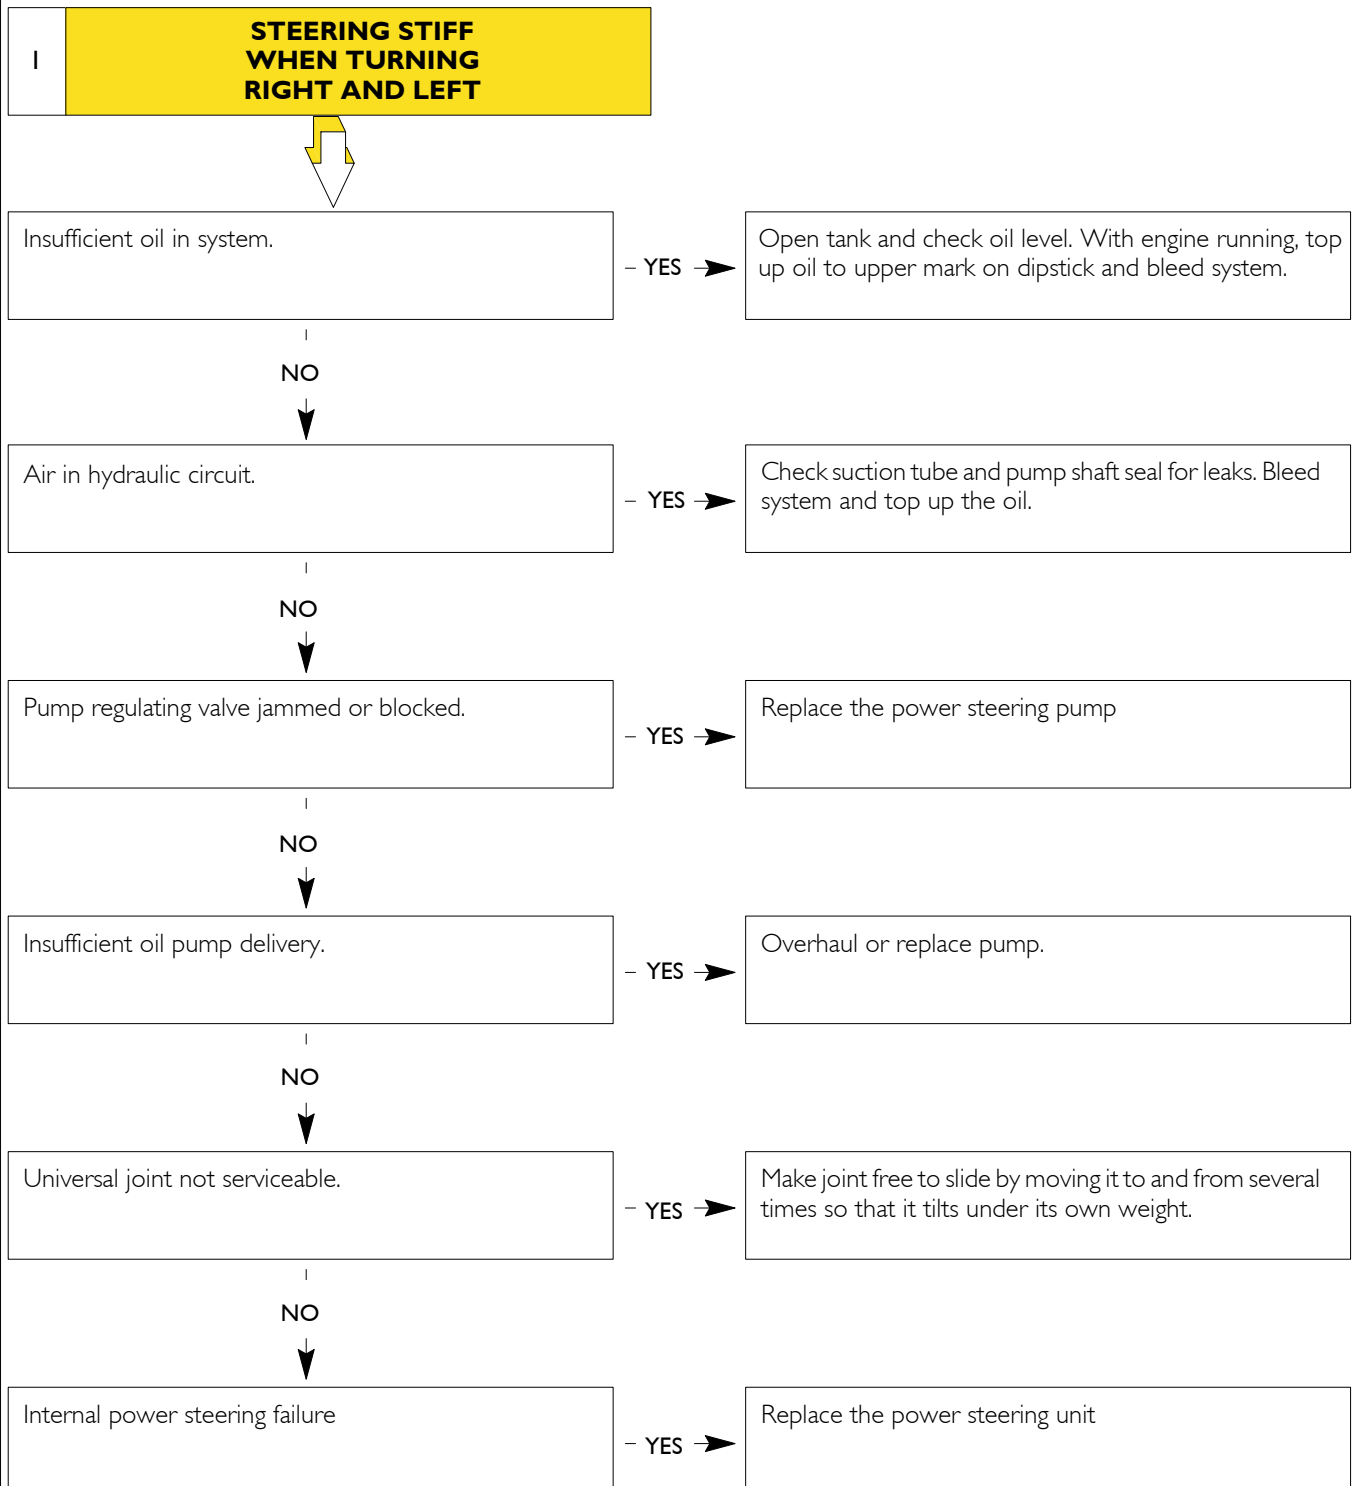 1
STEERING STIFF
WHEN TURNING
RIGHT AND LEFT
Insufficient oil in system.
YES
Open tank and check oil level. With engine running, top
up oil to upper mark on dipstick and bleed system.
NO
Air in hydraulic circuit.
YES
Check suction tube and pump shaft seal for leaks. Bleed
system and top up the oil.
NO
Pump regulating valve jammed or blocked.
YES
Replace the power steering pump
NO
Insufficient oil pump delivery.
YES
Overhaul or replace pump.
NO
Universal joint not serviceable.
YES
Make joint free to slide by moving it to and from several
times so that it tilts under its own weight.
NO
Internal power steering failure
YES
Replace the power steering unit